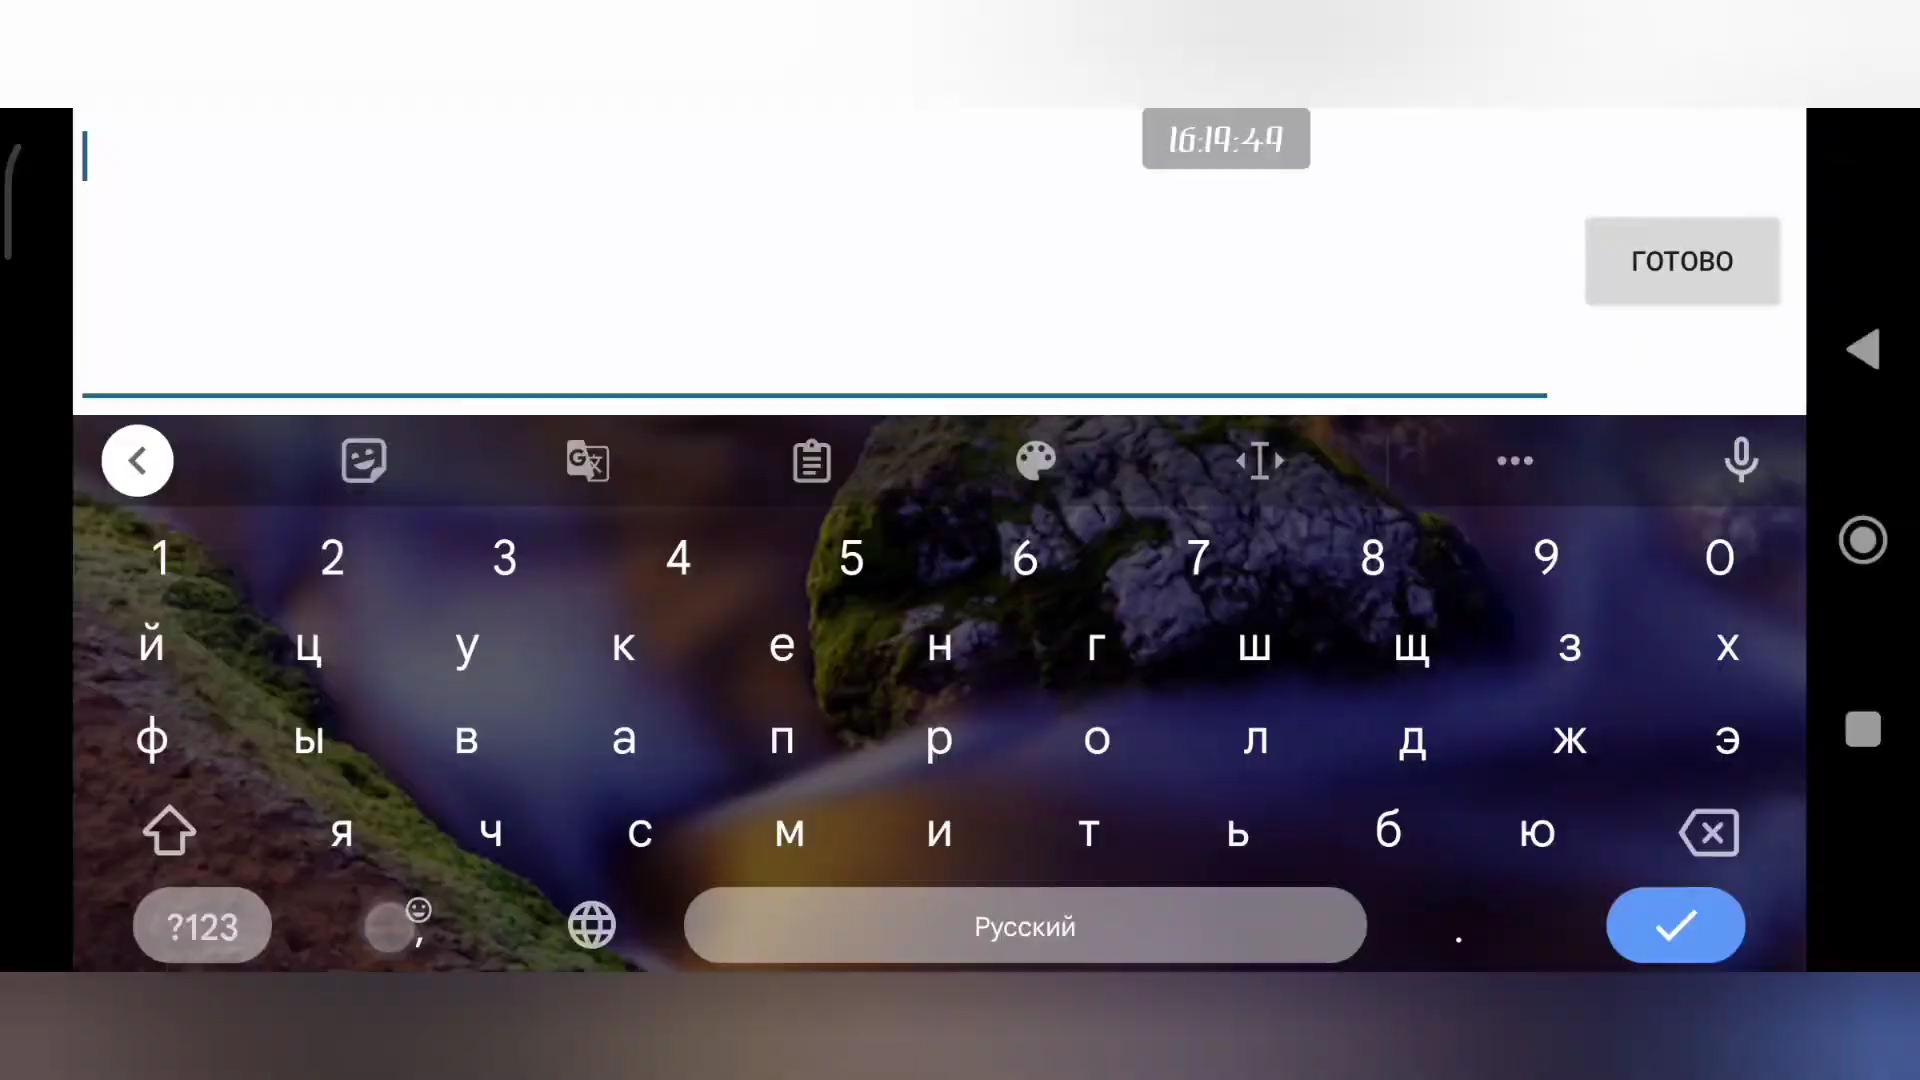 16:19:49
ГОТОВО
1 2 3 4 5 6 7 8 9 0
й ц у к е н г ш щ з х
ф ы в а п р о л д ж э
я ч с м и т ь б ю
?123 , Русский .